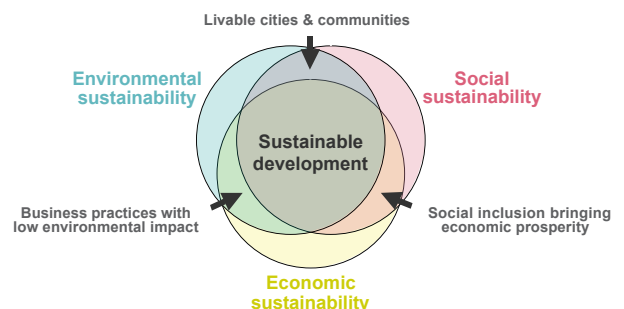 Livable cities & communities
Environmental
sustainability
Social
sustainability
Sustainable
development
Business practices with
low environmental impact
Social inclusion bringing
economic prosperity
Economic
sustainability